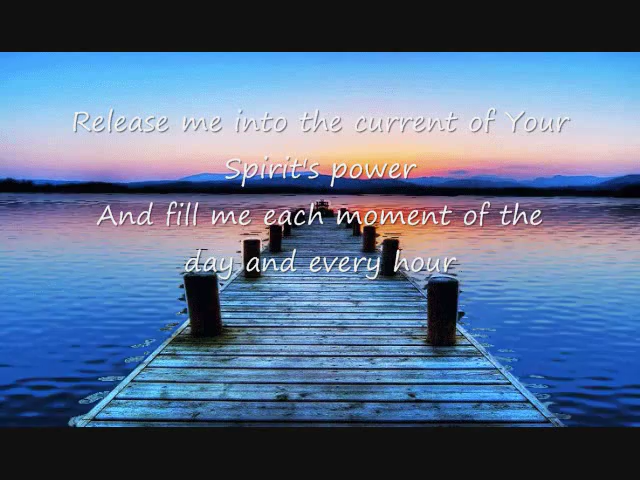 Release me into the current of Your
Spirit's power
And fill me each moment of the
day and every hour